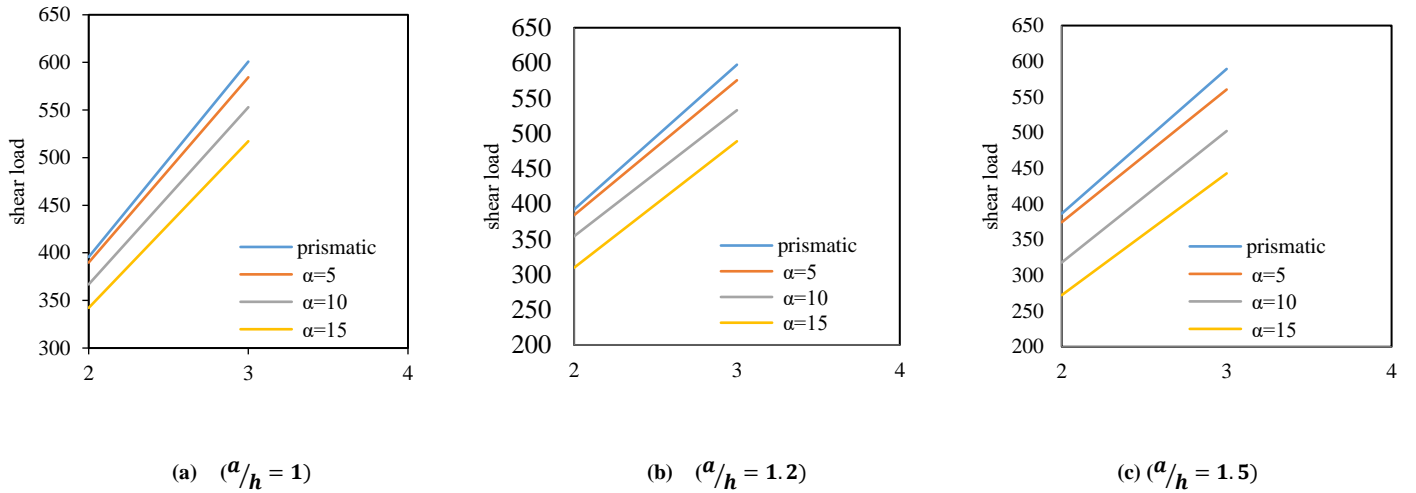 650
600
550
500
450
400
350
300
shear load
prismatic
α=5
α=10
α=15
2 3 4
(a) (a/h = 1)
650
600
550
500
450
400
350
300
250
200
shear load
prismatic
α=5
α=10
α=15
2 3 4
(b) (a/h = 1.2)
650
600
550
500
450
400
350
300
250
200
shear load
prismatic
α=5
α=10
α=15
2 3 4
(c) (a/h = 1.5)